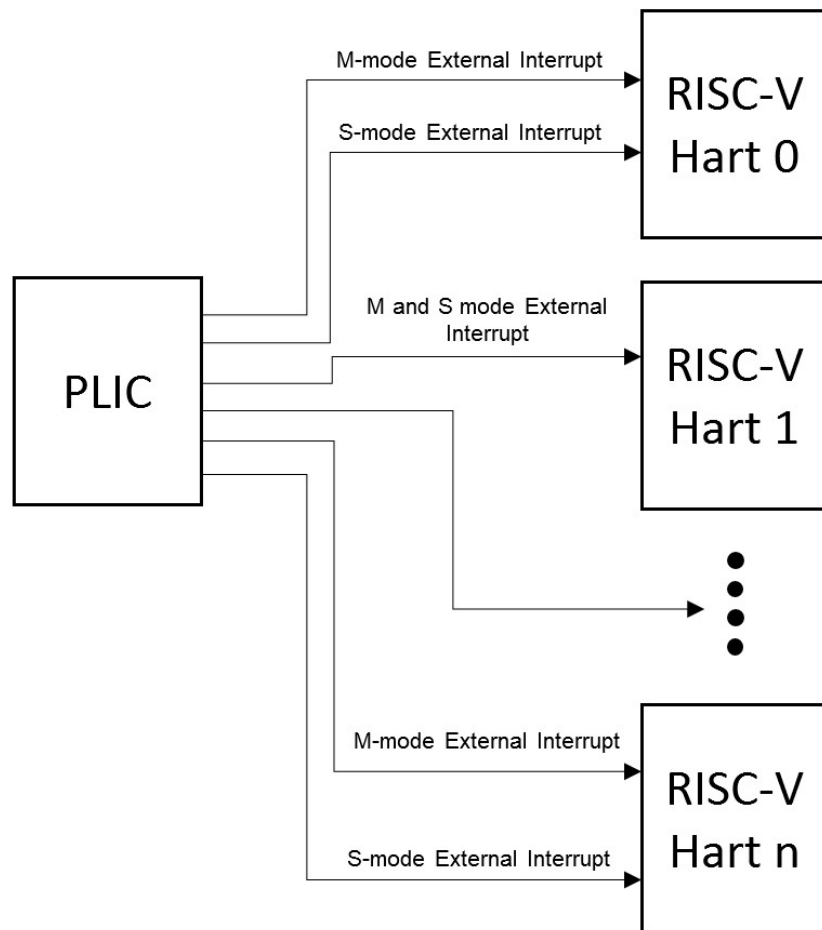 M-mode External Interrupt
RISC-V
Hart 0
S-mode External Interrupt
M and S mode External
Interrupt
RISC-V
Hart 1
PLIC
M-mode External Interrupt
RISC-V
Hart n
S-mode External Interrupt